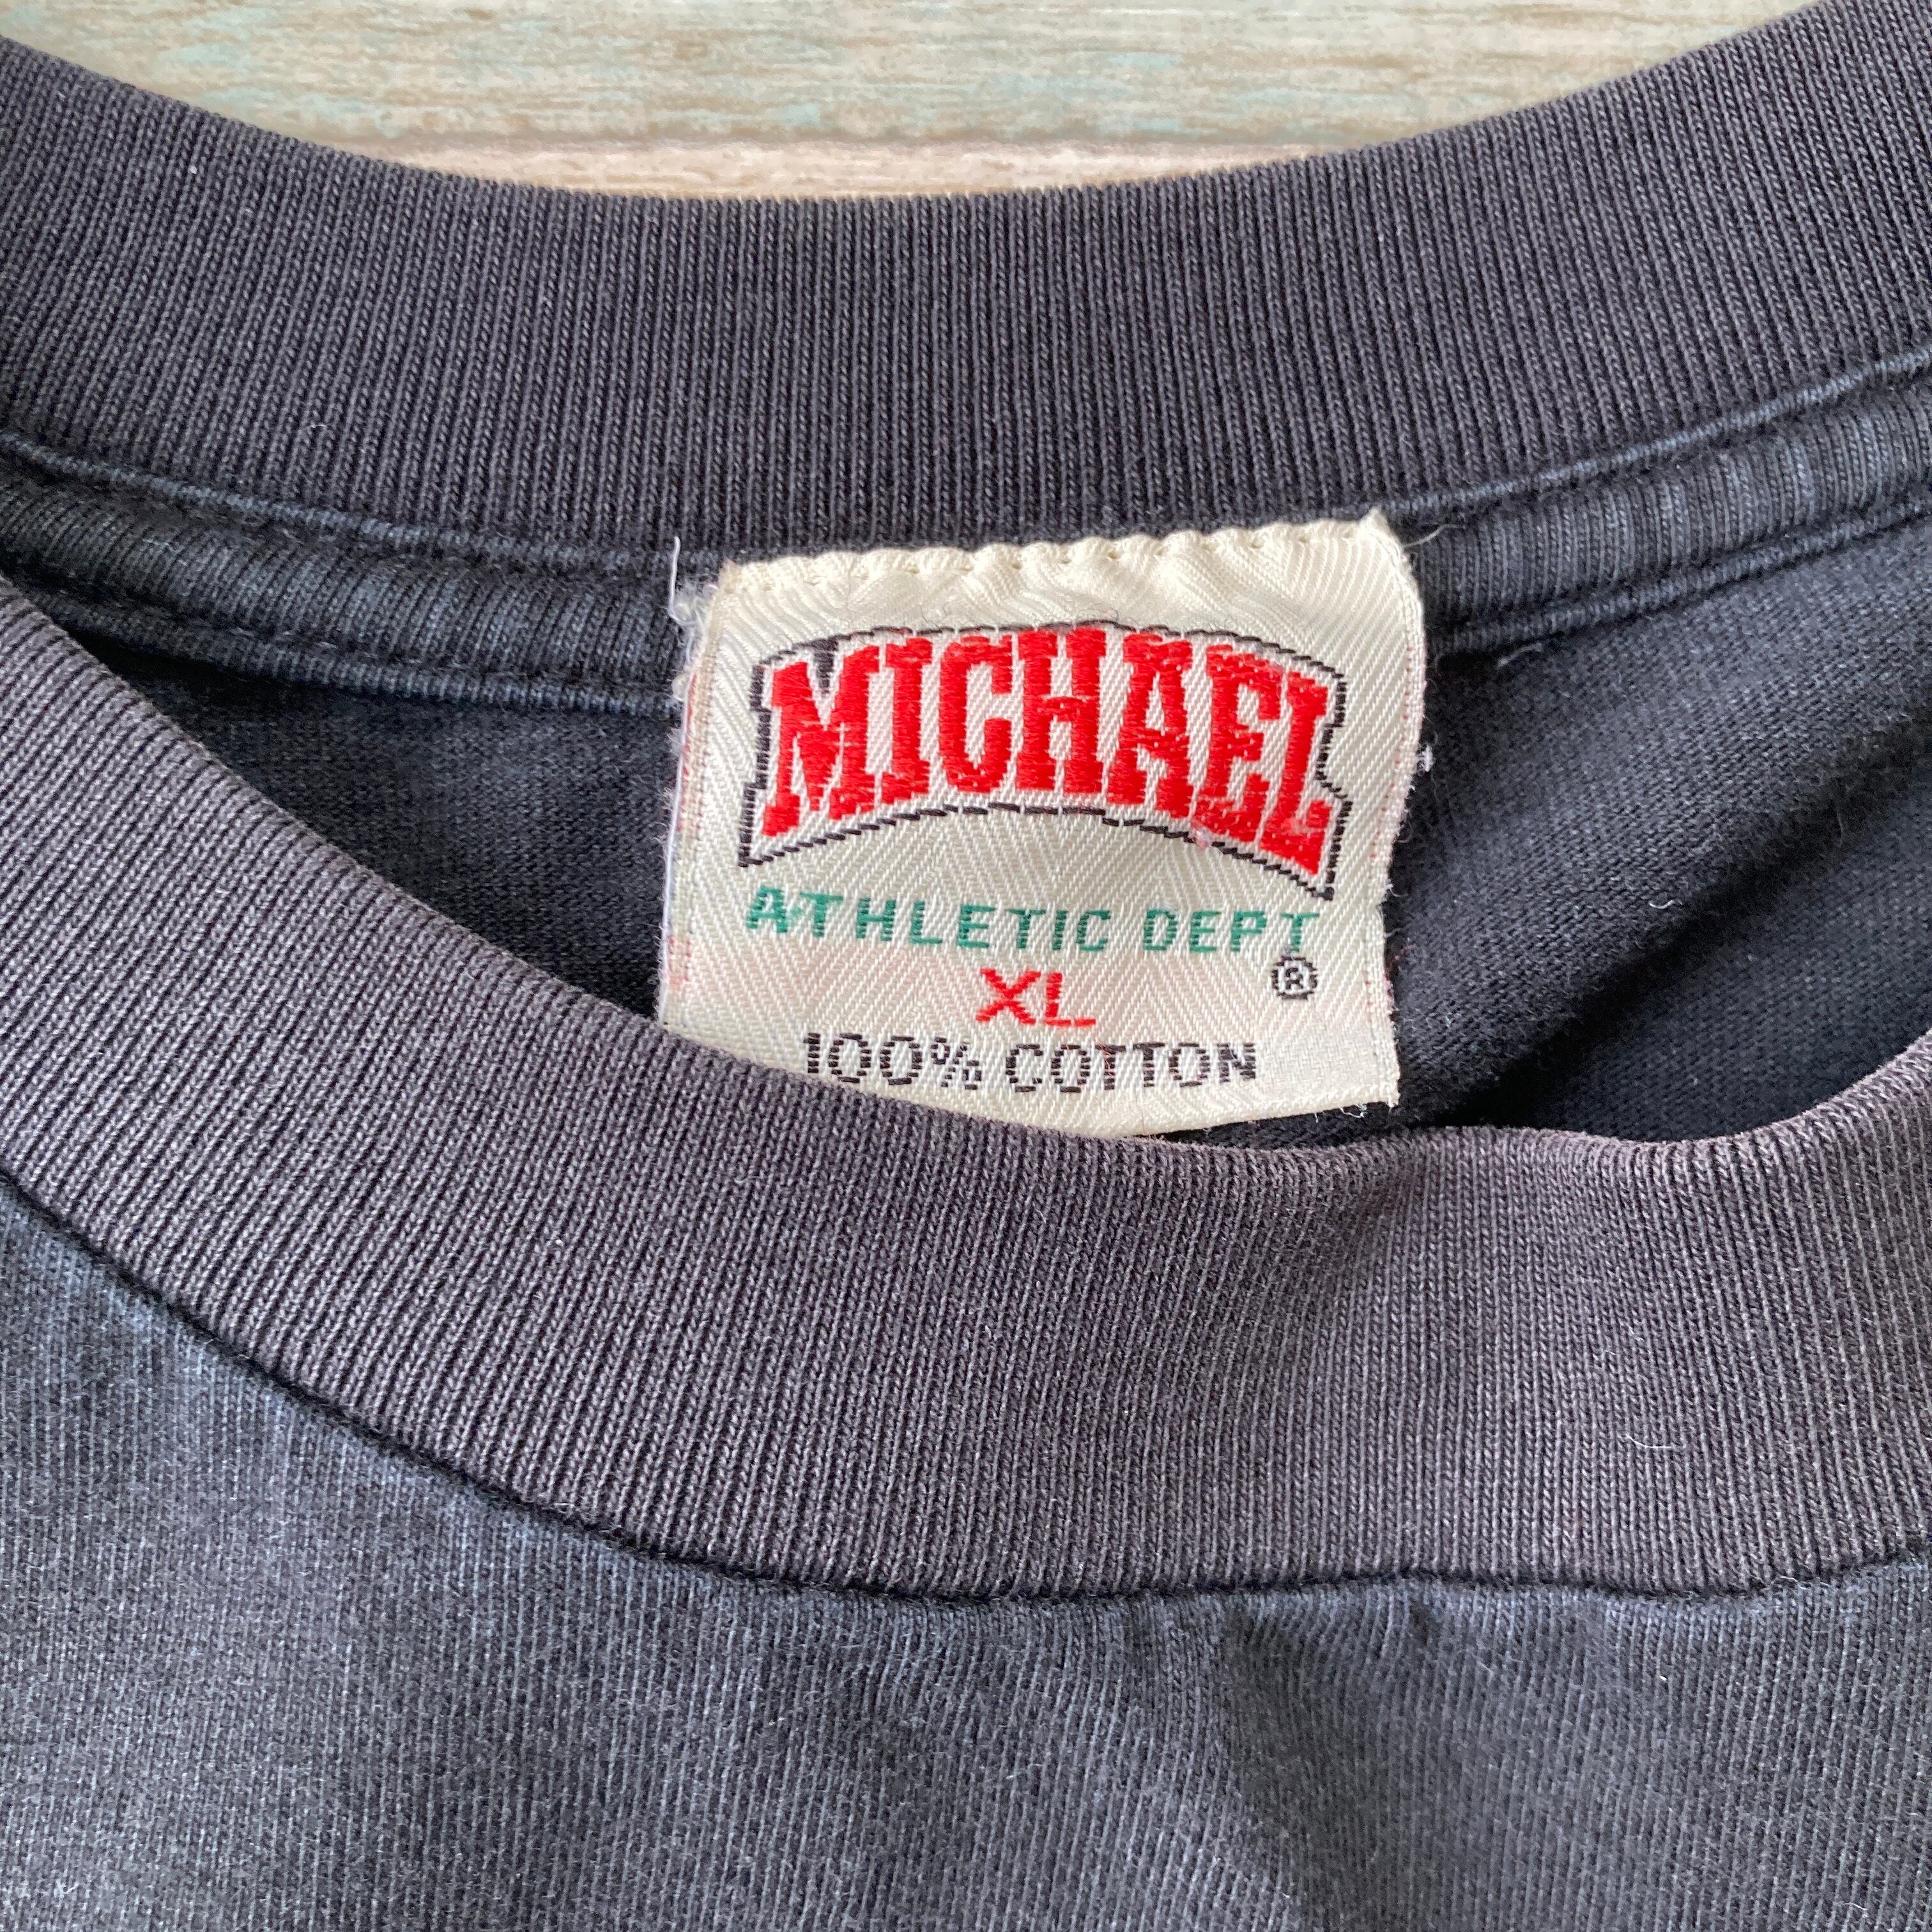 MICHAEL
ATHLETIC DEPT
XL ®
100% COTTON